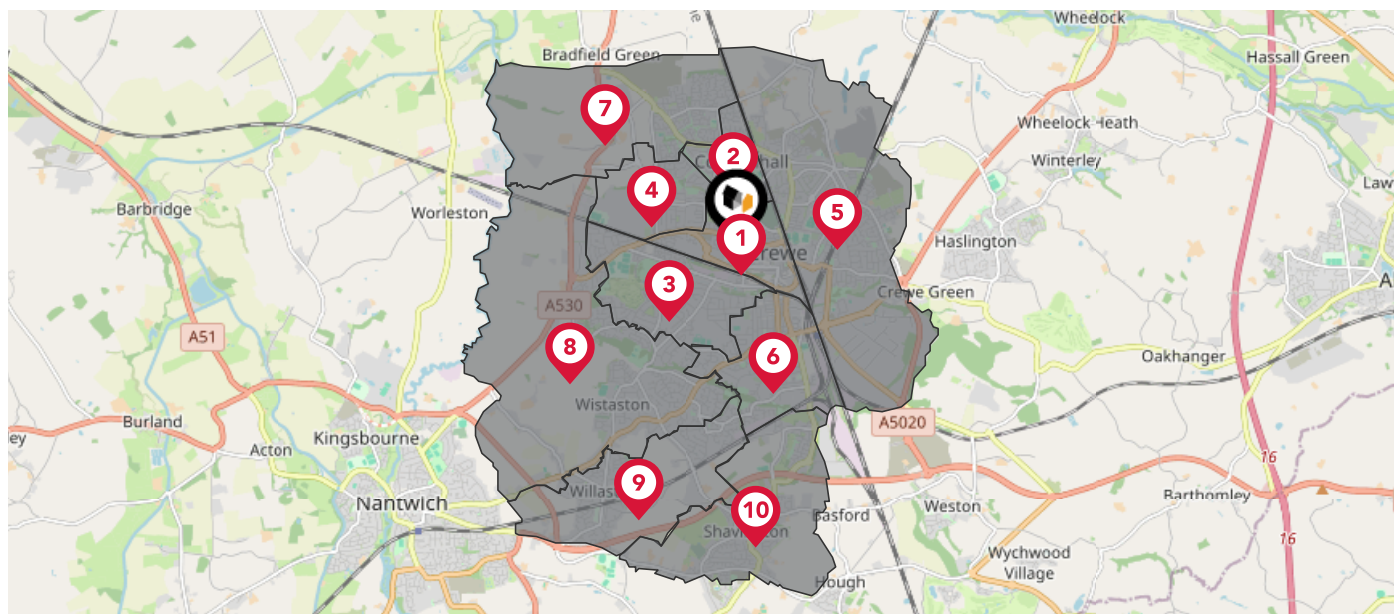 Wheelock
Bradfield Green
Hassall Green
7
Wheelock Heath
2
Winterley
4
Barbridge
Worleston
5
1
Haslington
3
Crewe Green
A530
A51
8
6
Oakhanger
Wistaston
Burland
A5020
Kingsbourne
Acton
16
9
Nantwich
10
Barthomley
Weston
Basford
Shavington
16
Wychwood
Village
Hough